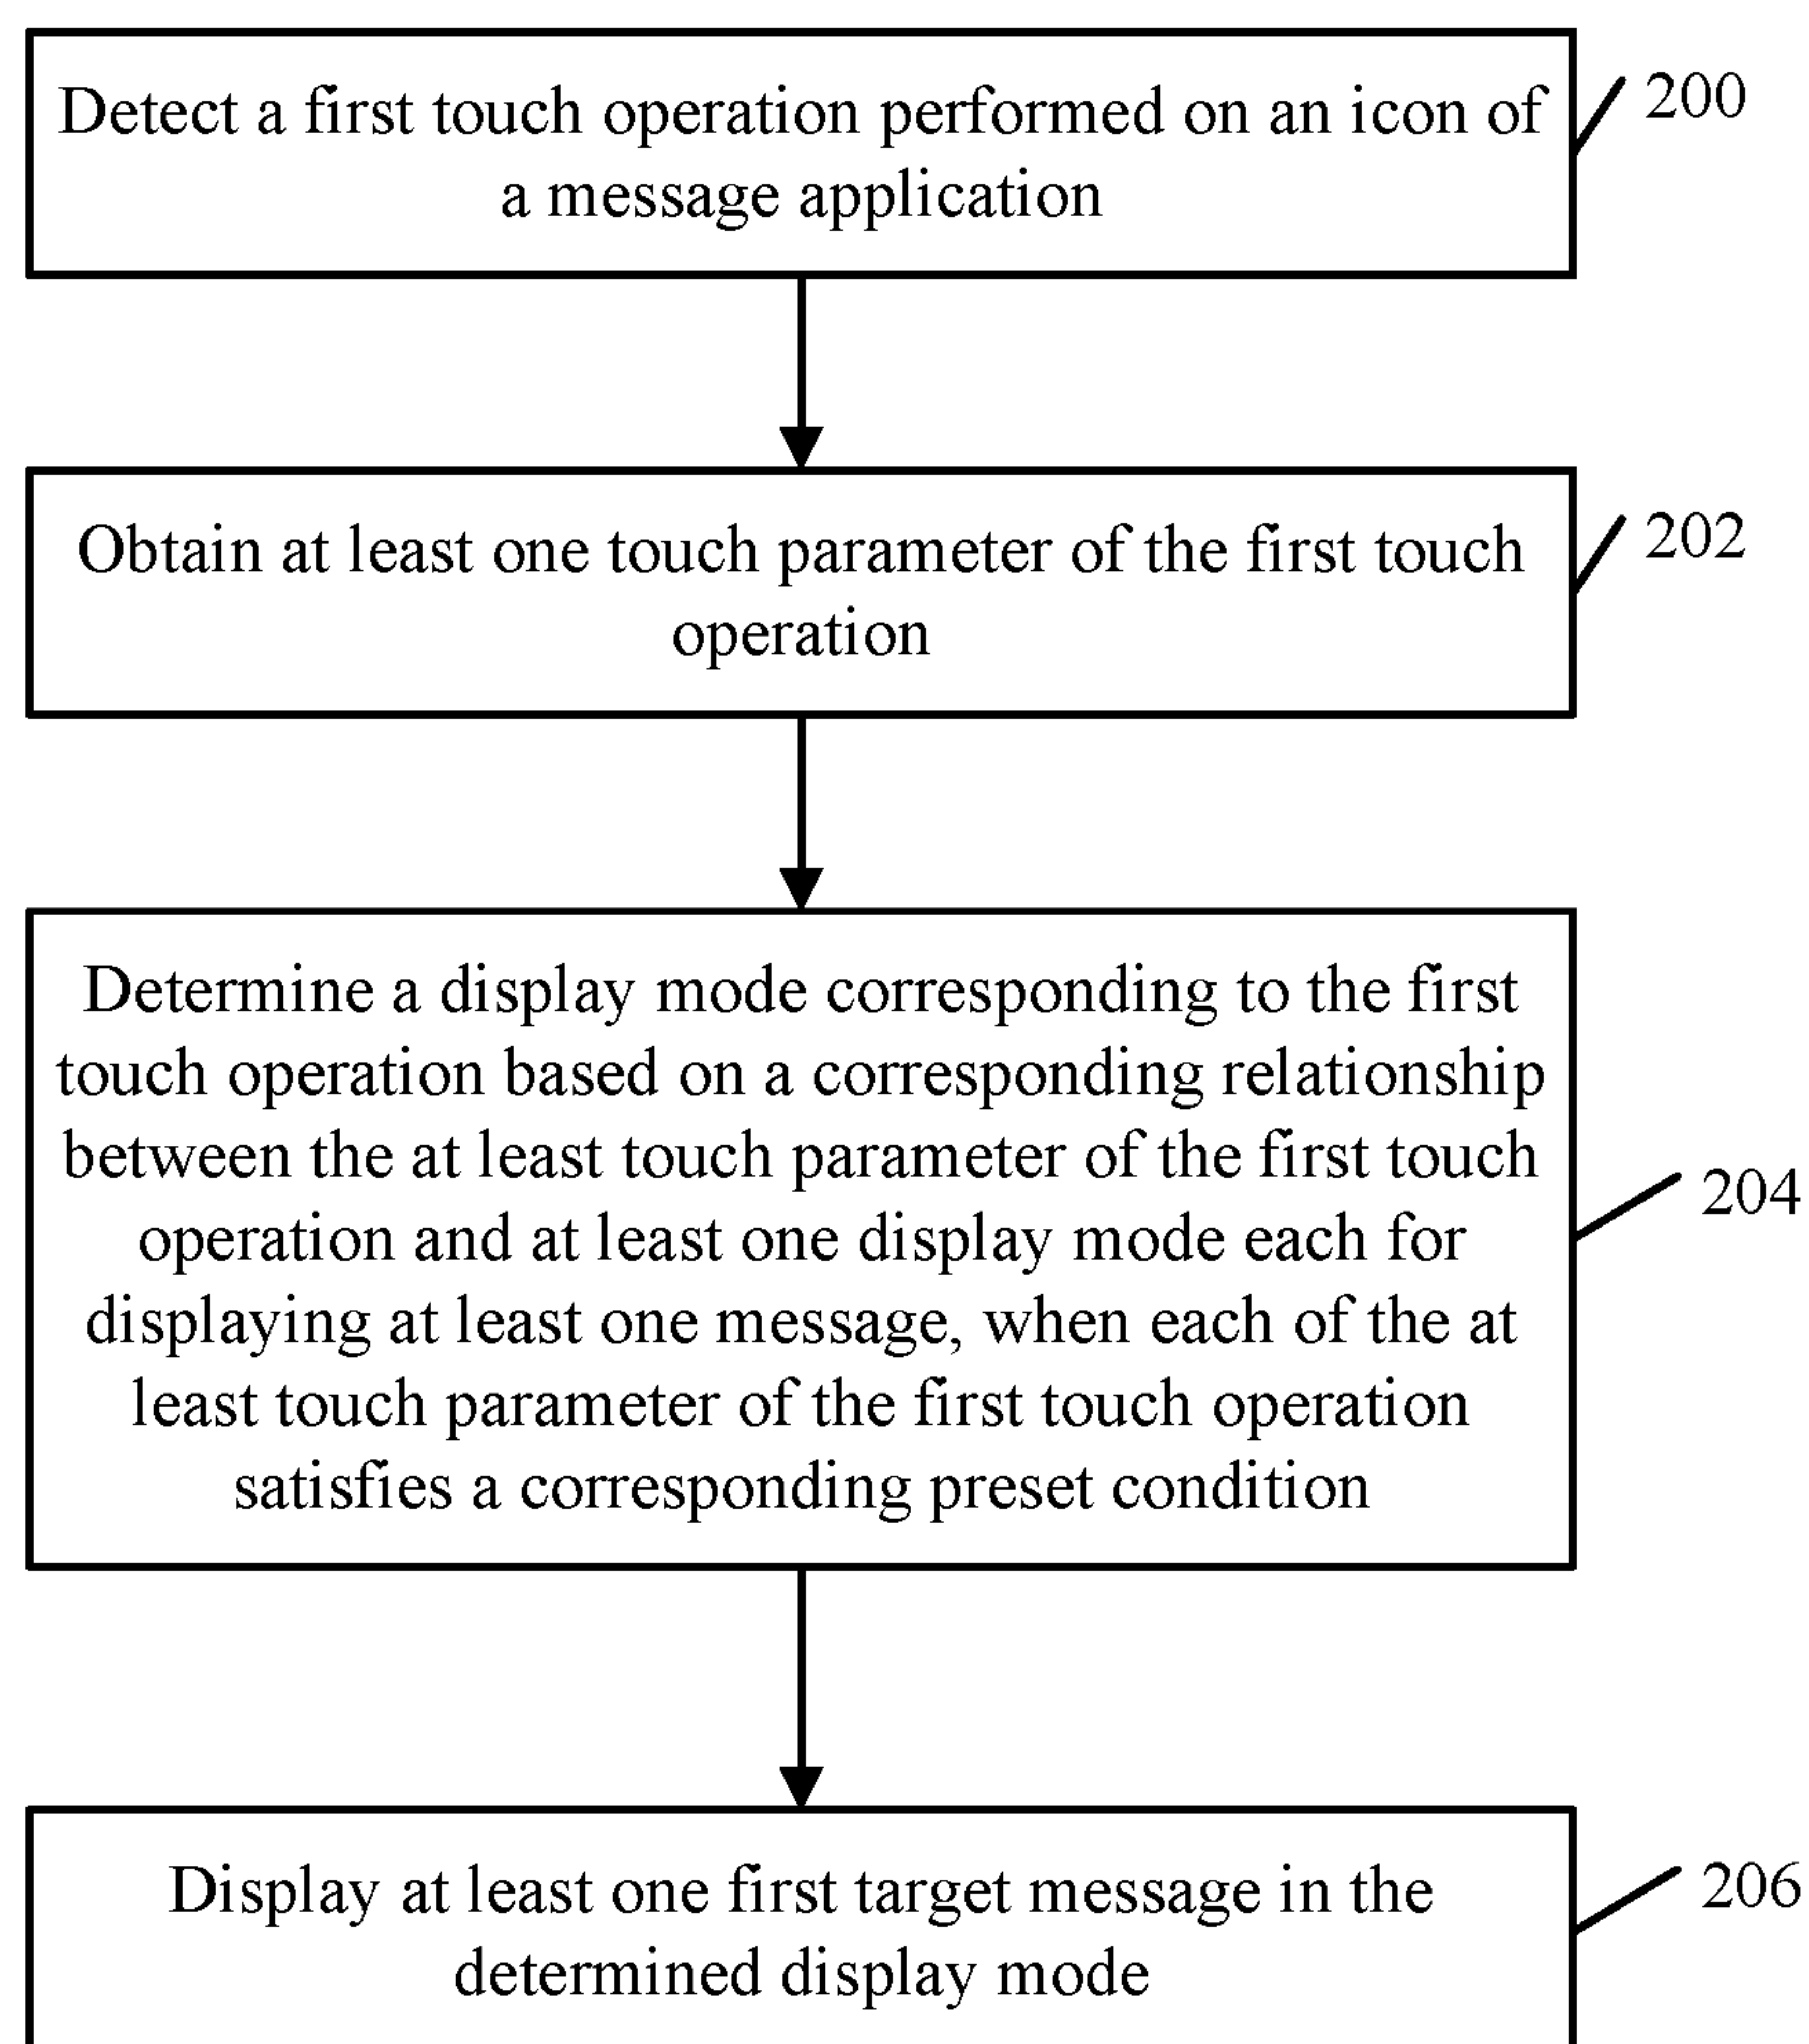 Detect a first touch operation performed on an icon of
a message application
200
Obtain at least one touch parameter of the first touch
operation
202
Determine a display mode corresponding to the first
touch operation based on a corresponding relationship
between the at least touch parameter of the first touch
operation and at least one display mode each for
displaying at least one message, when each of the at
least touch parameter of the first touch operation
satisfies a corresponding preset condition
204
Display at least one first target message in the
determined display mode
206